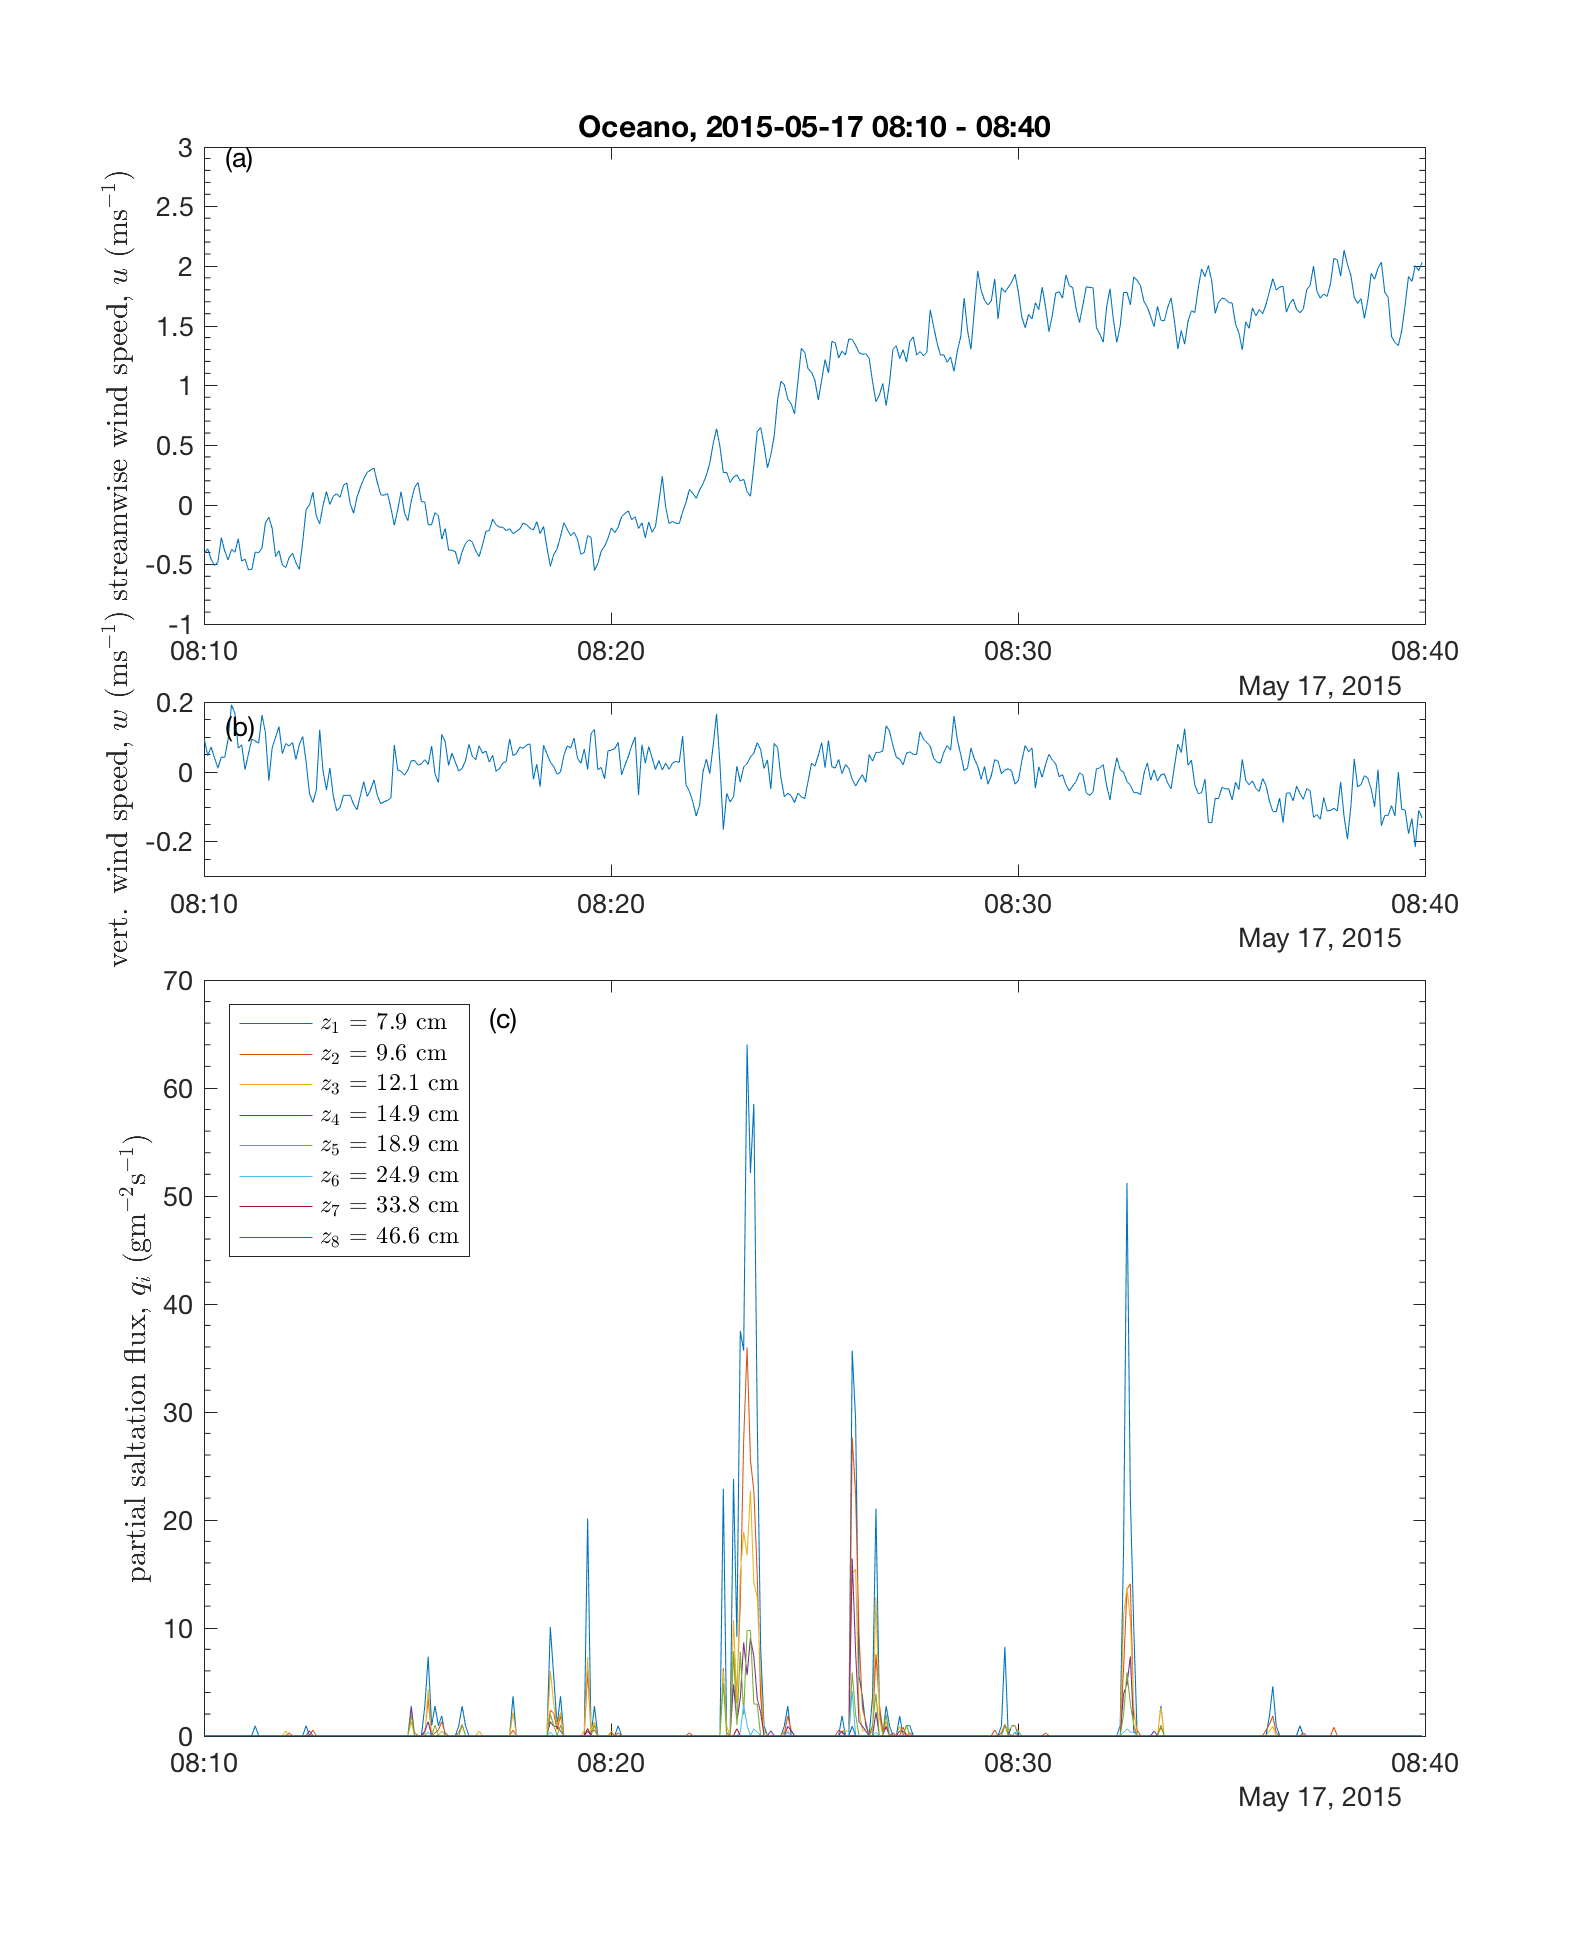 Oceano, 2015-05-17 08:10 - 08:40
(a)
streamwise wind speed, u (ms⁻¹)
3
2.5
2
1.5
1
0.5
0
-0.5
-1
08:10 08:20 08:30 08:40
May 17, 2015
(b)
vert. wind speed, w (ms⁻¹)
0.2
0
-0.2
08:10 08:20 08:30 08:40
May 17, 2015
(c)
partial saltation flux, qᵢ (gm⁻²s⁻¹)
70
60
50
40
30
20
10
0
z₁ = 7.9 cm
z₂ = 9.6 cm
z₃ = 12.1 cm
z₄ = 14.9 cm
z₅ = 18.9 cm
z₆ = 24.9 cm
z₇ = 33.8 cm
z₈ = 46.6 cm
08:10 08:20 08:30 08:40
May 17, 2015